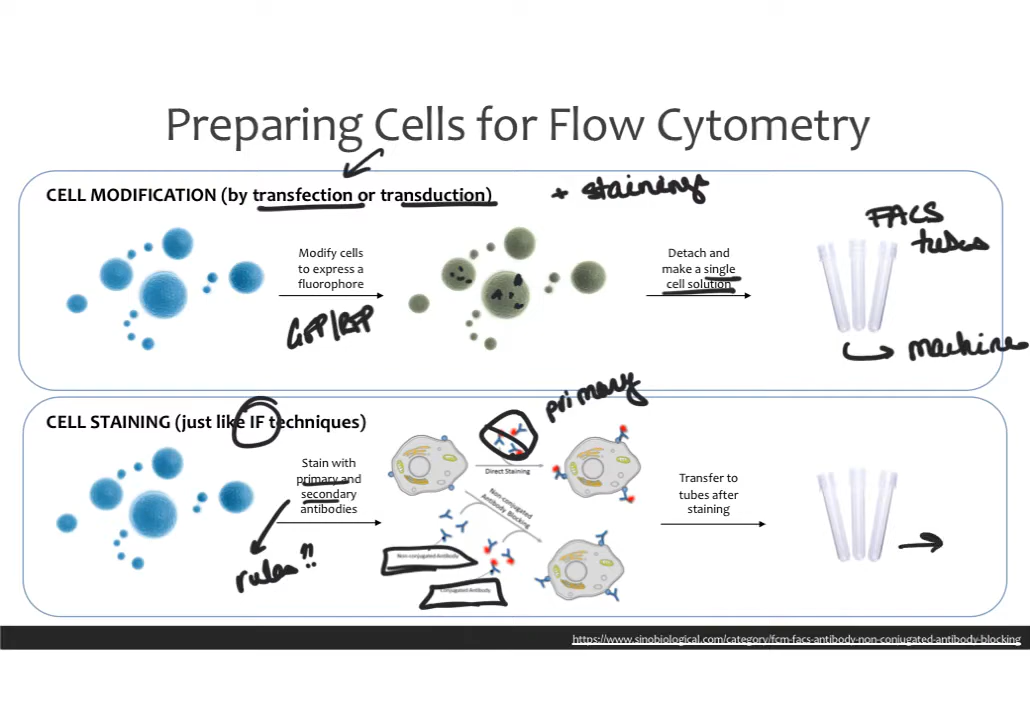 Preparing Cells for Flow Cytometry
CELL MODIFICATION (by transfection or transduction)
+ staining
Modify cells
to express a
fluorophore
GFP/RFP
Detach and
make a single
cell solution
FACS
tubes
machine
CELL STAINING (just like IF techniques)
primary
Stain with
primary and
secondary
antibodies
rules !!
Direct Staining
Non-conjugated
Antibody Blocking
Non-conjugated Antibody
Conjugated Antibody
Transfer to
tubes after
staining
https://www.sinobiological.com/category/fcm-facs-antibody-non-conjugated-antibody-blocking